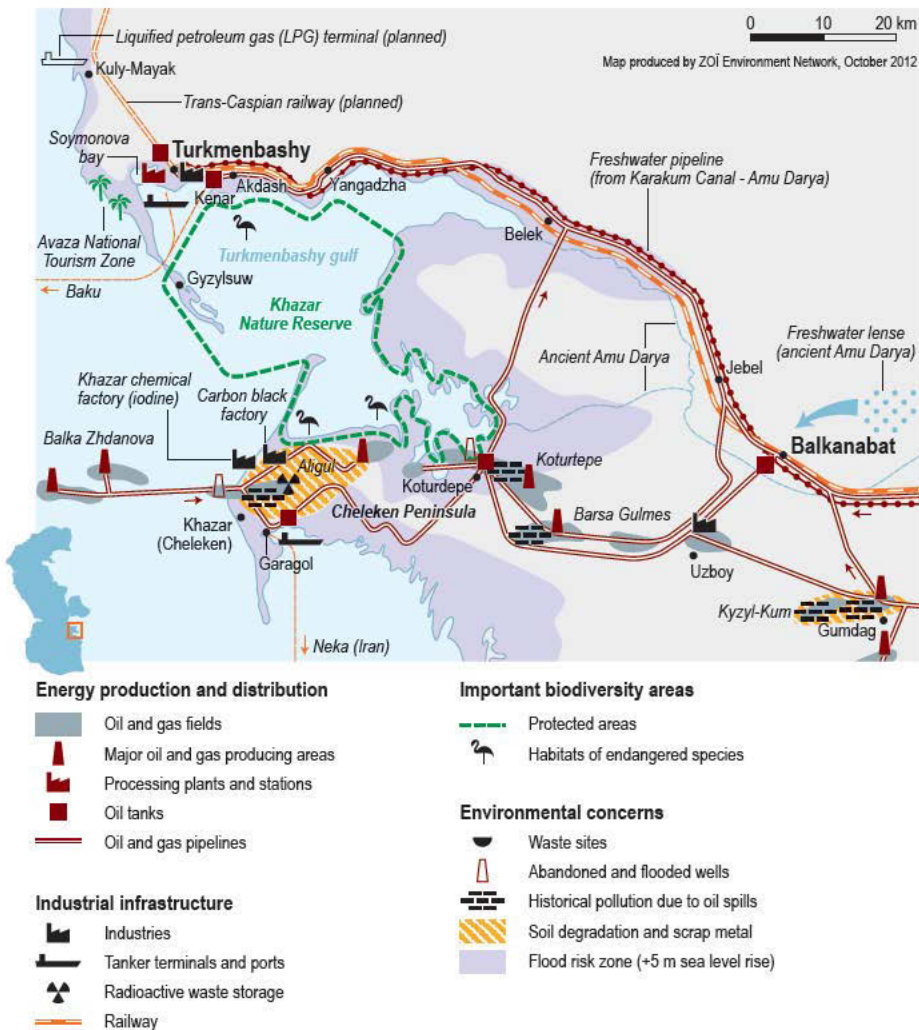 0 10 20 km
Map produced by ZOÏ Environment Network, October 2012
Liquified petroleum gas (LPG) terminal (planned)
Kuly-Mayak
Trans-Caspian railway (planned)
Soymonova
bay
Turkmenbashy
Kenar
Akdash
Yangadzha
Freshwater pipeline
(from Karakum Canal - Amu Darya)
Avaza National
Tourism Zone
Belek
Turkmenbashy gulf
Baku
Gyzylsuw
Khazar
Nature Reserve
Ancient Amu Darya
Freshwater lense
(ancient Amu Darya)
Jebel
Khazar chemical
factory (iodine)
Carbon black
factory
Balka Zhdanova
Aligul
Koturdepe
Koturtepe
Balkanabat
Cheleken Peninsula
Barsa Gulmes
Khazar
(Cheleken)
Garagol
Uzboy
Kyzyl-Kum
Gumdag
Neka (Iran)
Energy production and distribution
Oil and gas fields
Major oil and gas producing areas
Processing plants and stations
Oil tanks
Oil and gas pipelines
Industrial infrastructure
Industries
Tanker terminals and ports
Radioactive waste storage
Railway
Important biodiversity areas
Protected areas
Habitats of endangered species
Environmental concerns
Waste sites
Abandoned and flooded wells
Historical pollution due to oil spills
Soil degradation and scrap metal
Flood risk zone (+5 m sea level rise)